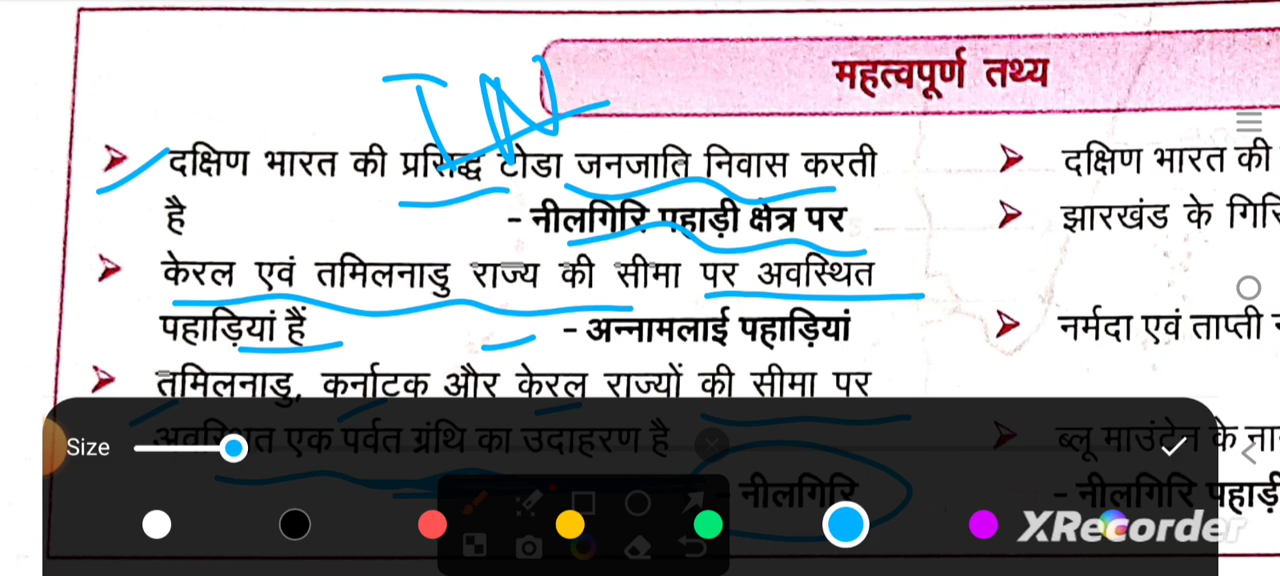 IN
महत्वपूर्ण तथ्य
दक्षिण भारत की प्रसिद्ध टोडा जनजाति निवास करती
है - नीलगिरि पहाड़ी क्षेत्र पर
केरल एवं तमिलनाडु राज्य की सीमा पर अवस्थित
पहाड़ियां हैं - अन्नामलाई पहाड़ियां
तमिलनाडु, कर्नाटक और केरल राज्यों की सीमा पर
अवस्थित एक पर्वत ग्रंथि का उदाहरण है
- नीलगिरि
दक्षिण भारत की
झारखंड के
नर्मदा एवं ताप्ती
ब्लू माउंटेन के
- नीलगिरि
Size
XRecorder